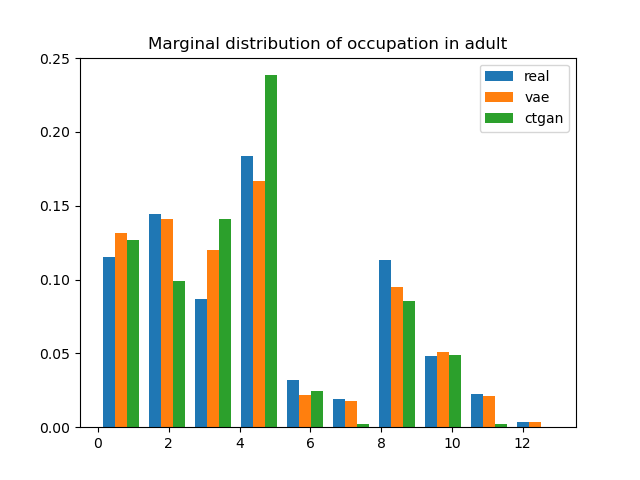 Marginal distribution of occupation in adult
real
vae
ctgan
0.25
0.20
0.15
0.10
0.05
0.00
0 2 4 6 8 10 12